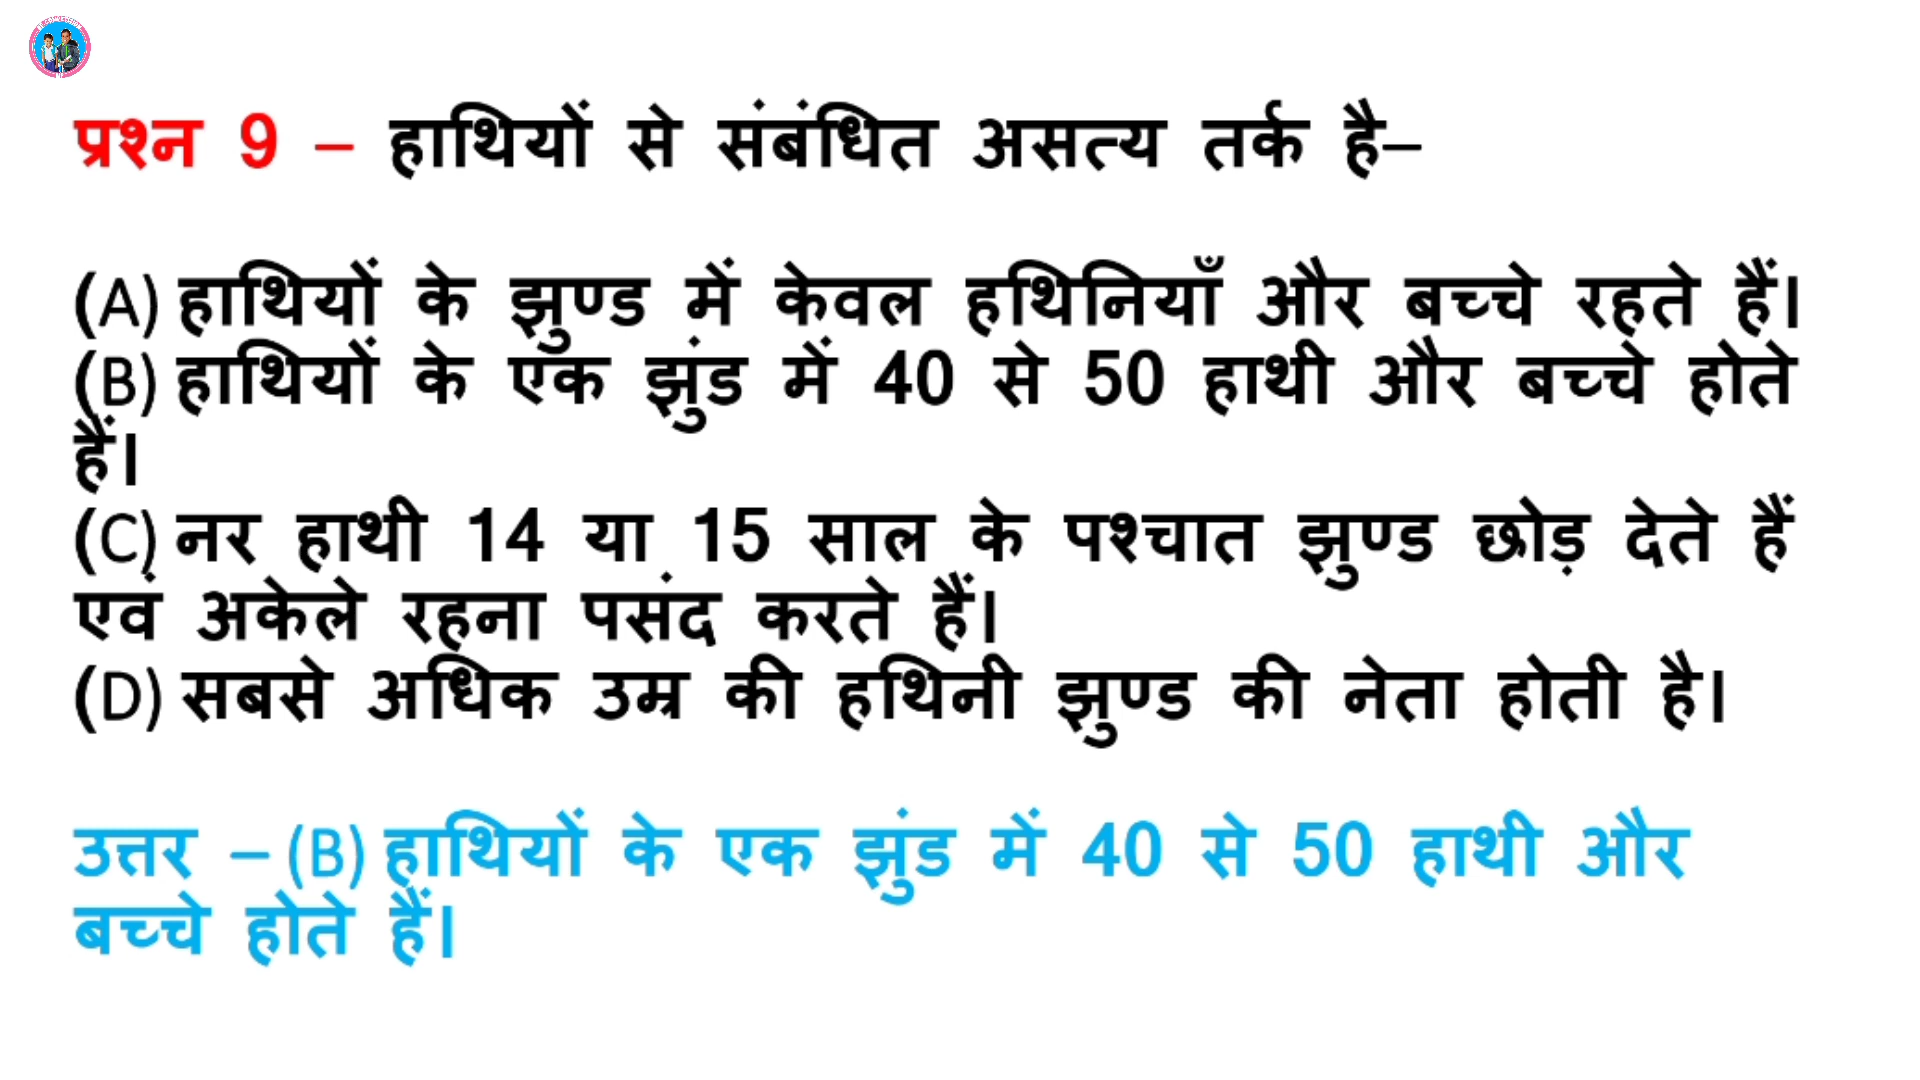 प्रश्न 9 – हाथियों से संबंधित असत्य तर्क है–
(A) हाथियों के झुण्ड में केवल हथिनियाँ और बच्चे रहते हैं।
(B) हाथियों के एक झुंड में 40 से 50 हाथी और बच्चे होते
हैं।
(C) नर हाथी 14 या 15 साल के पश्चात झुण्ड छोड़ देते हैं
एवं अकेले रहना पसंद करते हैं।
(D) सबसे अधिक उम्र की हथिनी झुण्ड की नेता होती है।
उत्तर – (B) हाथियों के एक झुंड में 40 से 50 हाथी और
बच्चे होते हैं।